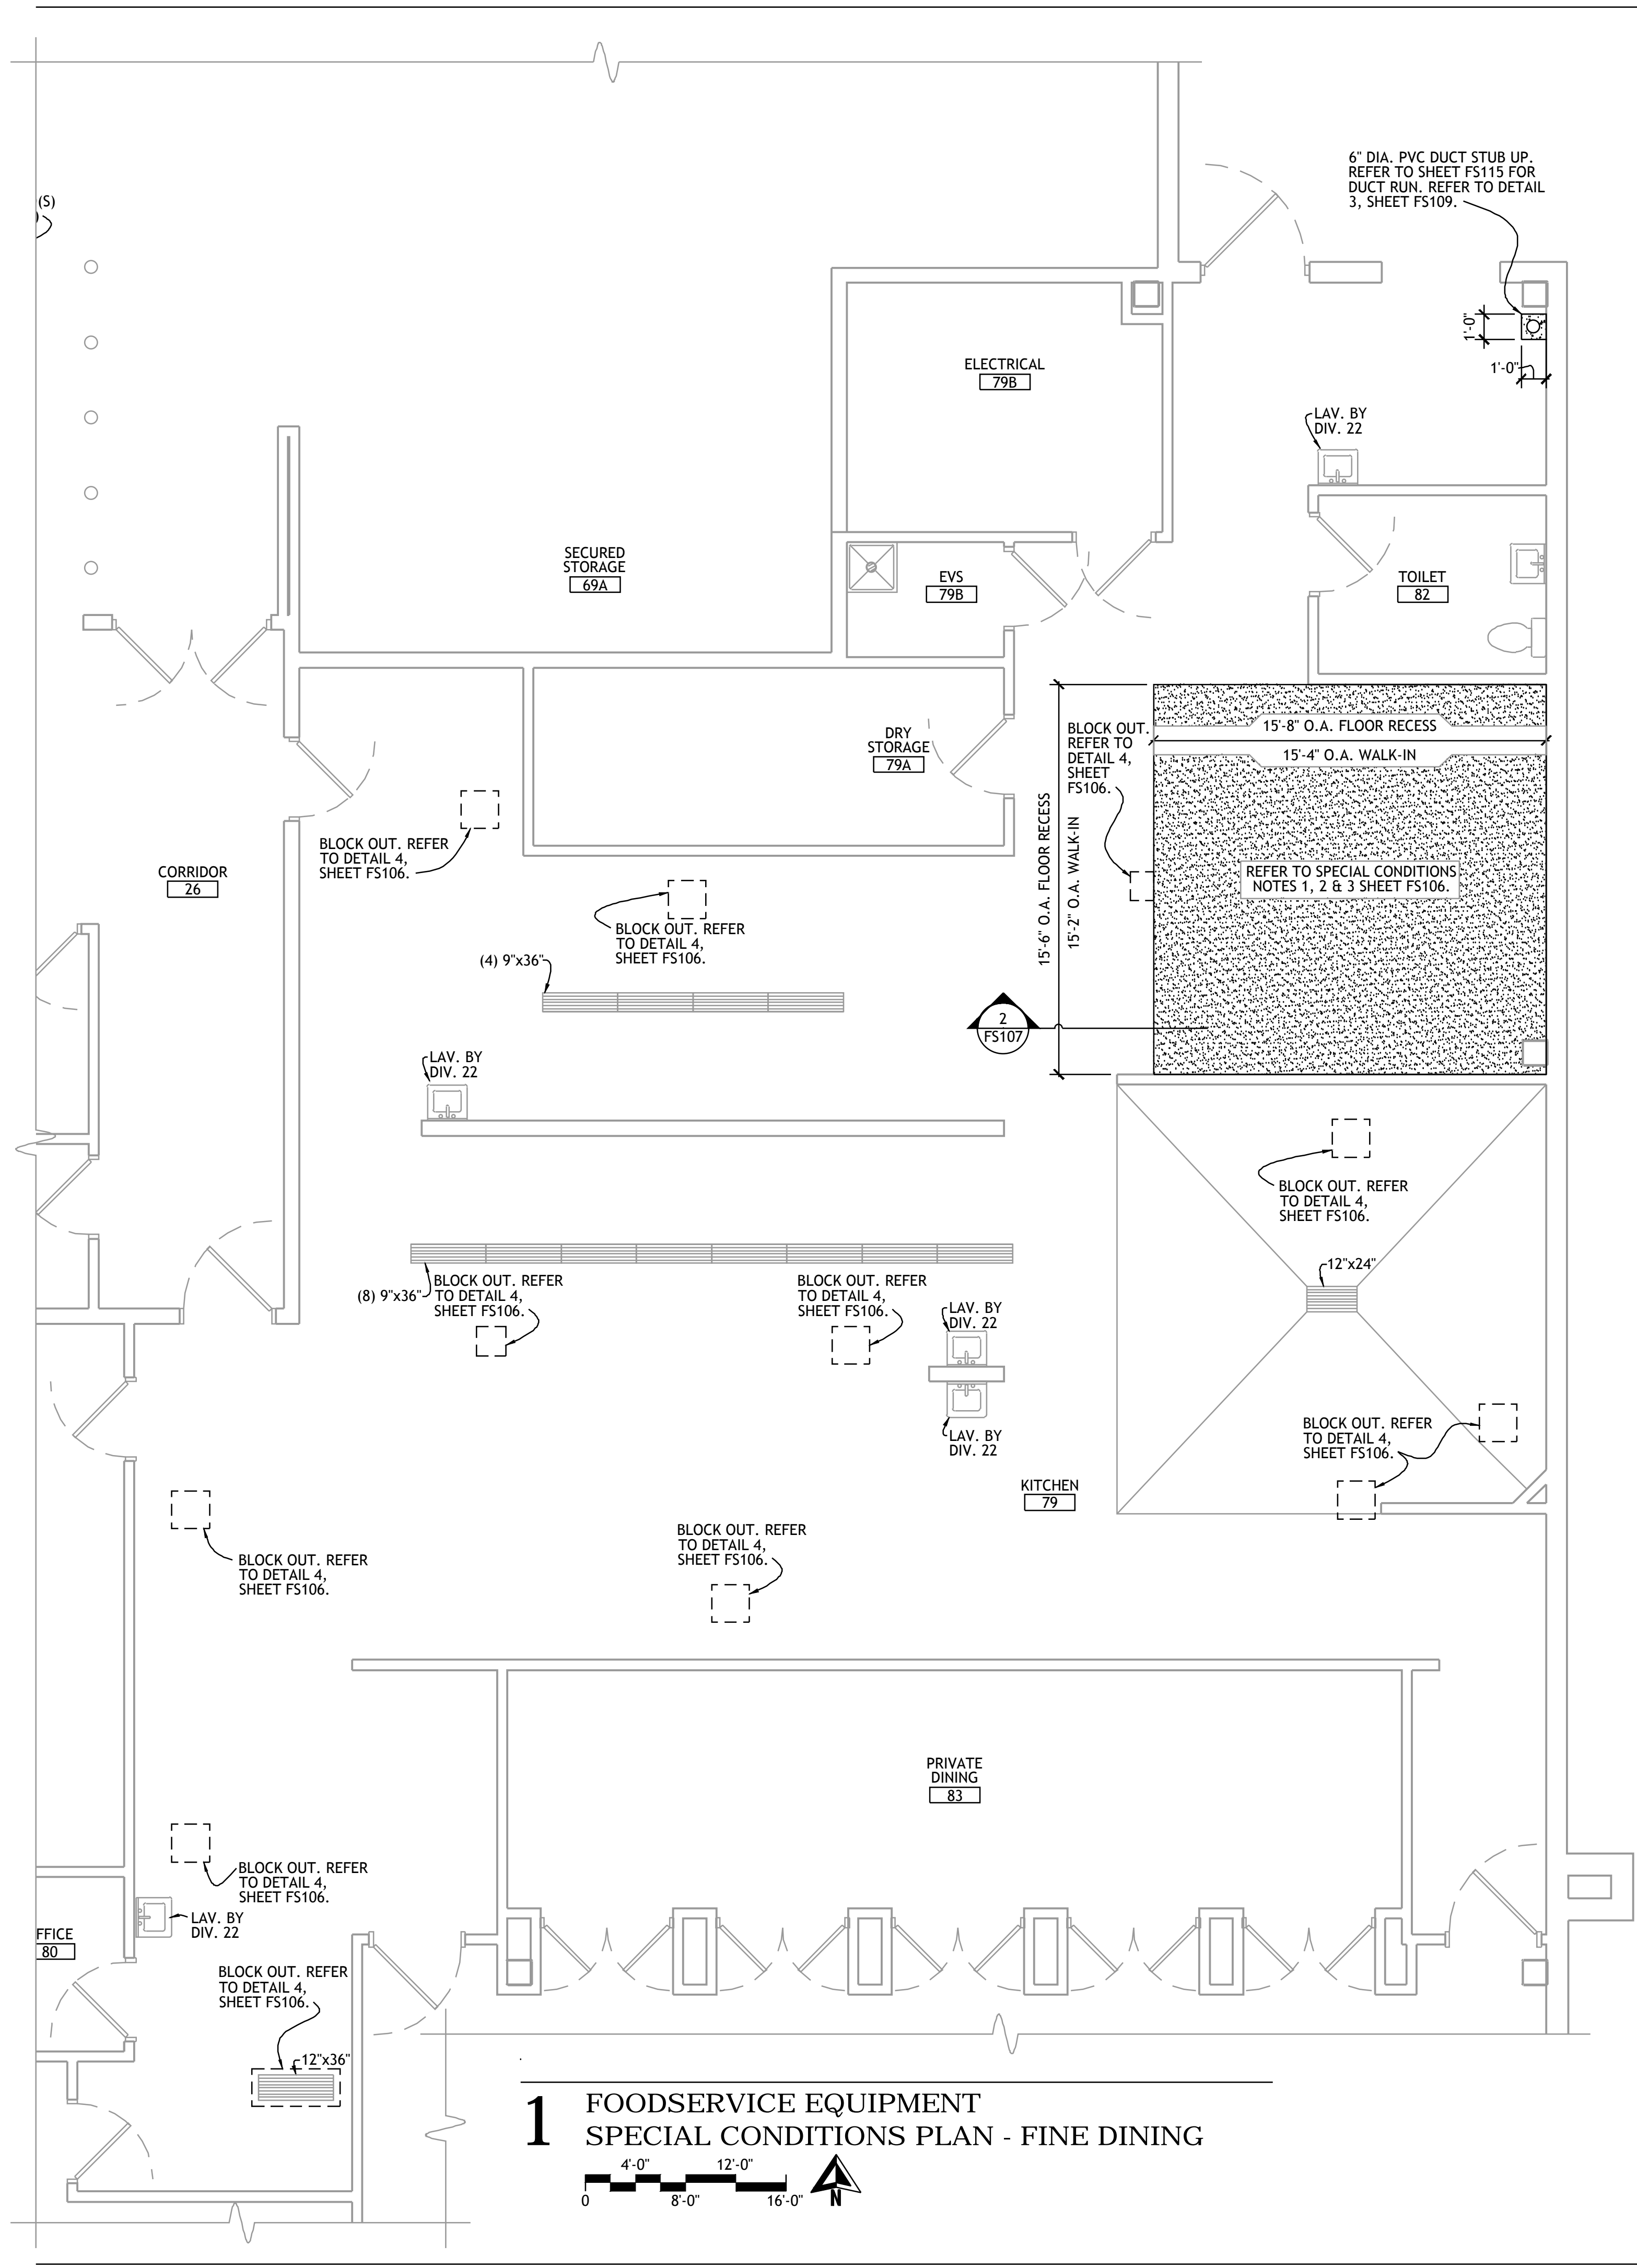 6" DIA. PVC DUCT STUB UP.
REFER TO SHEET FS115 FOR
DUCT RUN. REFER TO DETAIL
3, SHEET FS109.
(S)
)
1'-0"
1'-0"
ELECTRICAL
79B
LAV. BY
DIV. 22
SECURED
STORAGE
69A
EVS
79B
TOILET
82
DRY
STORAGE
79A
BLOCK OUT.
REFER TO
DETAIL 4,
SHEET
FS106.
15'-8" O.A. FLOOR RECESS
15'-4" O.A. WALK-IN
15'-6" O.A. FLOOR RECESS
15'-2" O.A. WALK-IN
REFER TO SPECIAL CONDITIONS
NOTES 1, 2 & 3 SHEET FS106.
BLOCK OUT. REFER
TO DETAIL 4,
SHEET FS106.
CORRIDOR
26
BLOCK OUT. REFER
TO DETAIL 4,
SHEET FS106.
(4) 9"x36"
2
FS107
LAV. BY
DIV. 22
BLOCK OUT. REFER
TO DETAIL 4,
SHEET FS106.
12"x24"
(8) 9"x36"
BLOCK OUT. REFER
TO DETAIL 4,
SHEET FS106.
BLOCK OUT. REFER
TO DETAIL 4,
SHEET FS106.
LAV. BY
DIV. 22
LAV. BY
DIV. 22
BLOCK OUT. REFER
TO DETAIL 4,
SHEET FS106.
KITCHEN
79
BLOCK OUT. REFER
TO DETAIL 4,
SHEET FS106.
BLOCK OUT. REFER
TO DETAIL 4,
SHEET FS106.
PRIVATE
DINING
83
BLOCK OUT. REFER
TO DETAIL 4,
SHEET FS106.
LAV. BY
DIV. 22
FFICE
80
BLOCK OUT. REFER
TO DETAIL 4,
SHEET FS106.
12"x36"
1
FOODSERVICE EQUIPMENT
SPECIAL CONDITIONS PLAN - FINE DINING
4'-0" 12'-0"
0 8'-0" 16'-0"
N